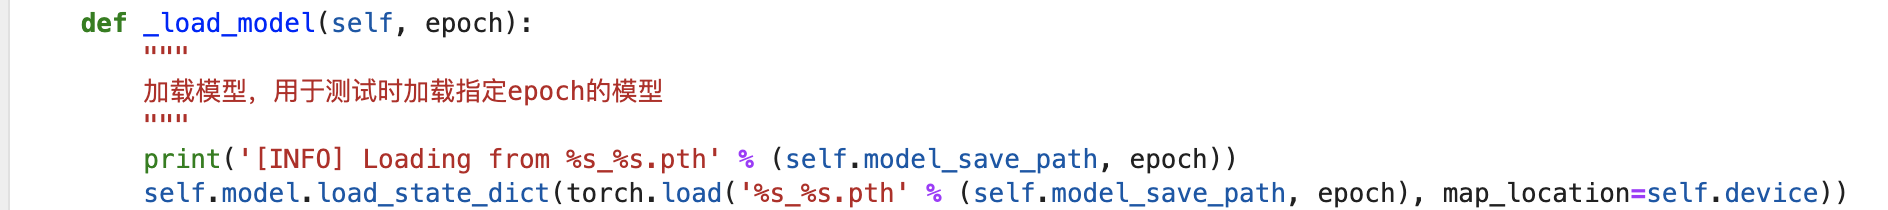 def _load_model(self, epoch):
"""
加载模型，用于测试时加载指定epoch的模型
"""
print('[INFO] Loading from %s_%s.pth' % (self.model_save_path, epoch))
self.model.load_state_dict(torch.load('%s_%s.pth' % (self.model_save_path, epoch), map_location=self.device))